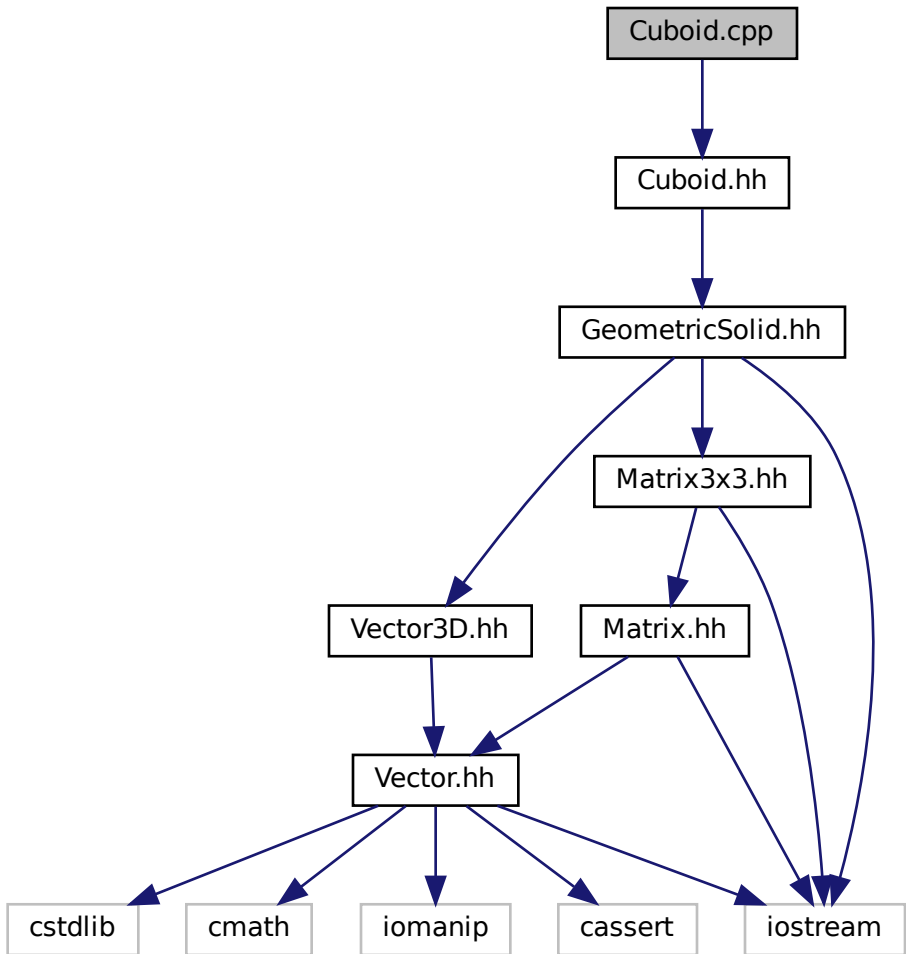 Cuboid.cpp
Cuboid.hh
GeometricSolid.hh
Matrix3x3.hh
Vector3D.hh
Matrix.hh
Vector.hh
cstdlib
cmath
iomanip
cassert
iostream